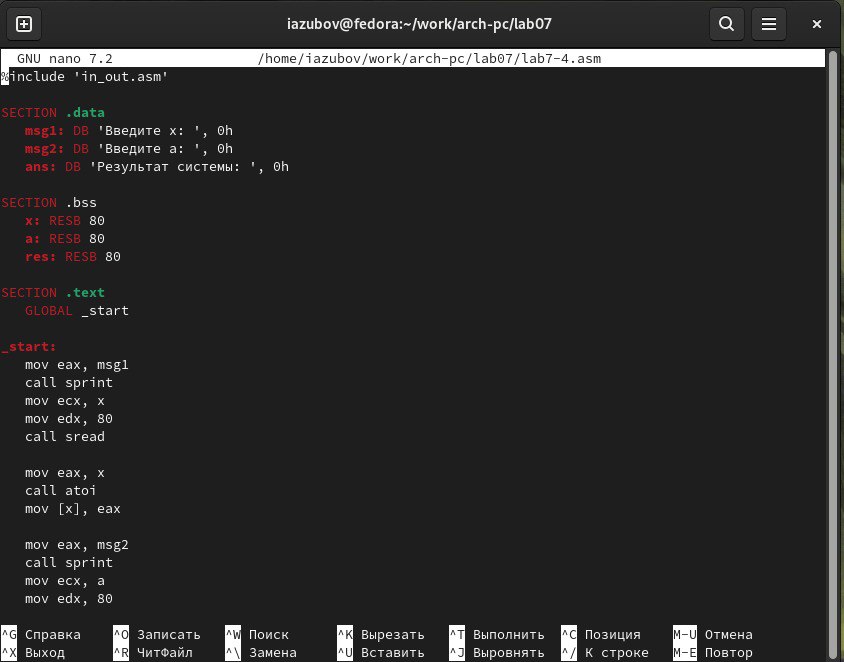 iazubov@fedora:~/work/arch-pc/lab07
GNU nano 7.2 /home/iazubov/work/arch-pc/lab07/lab7-4.asm
%include 'in_out.asm'
SECTION .data
msg1: DB 'Введите x: ', 0h
msg2: DB 'Введите a: ', 0h
ans: DB 'Результат системы: ', 0h
SECTION .bss
x: RESB 80
a: RESB 80
res: RESB 80
SECTION .text
GLOBAL _start
_start:
mov eax, msg1
call sprint
mov ecx, x
mov edx, 80
call sread
mov eax, x
call atoi
mov [x], eax
mov eax, msg2
call sprint
mov ecx, a
mov edx, 80
^G Справка ^O Записать ^W Поиск ^K Вырезать ^T Выполнить ^C Позиция M-U Отмена
^X Выход ^R ЧитФайл ^\ Замена ^U Вставить ^J Выровнять ^/ К строке M-E Повтор